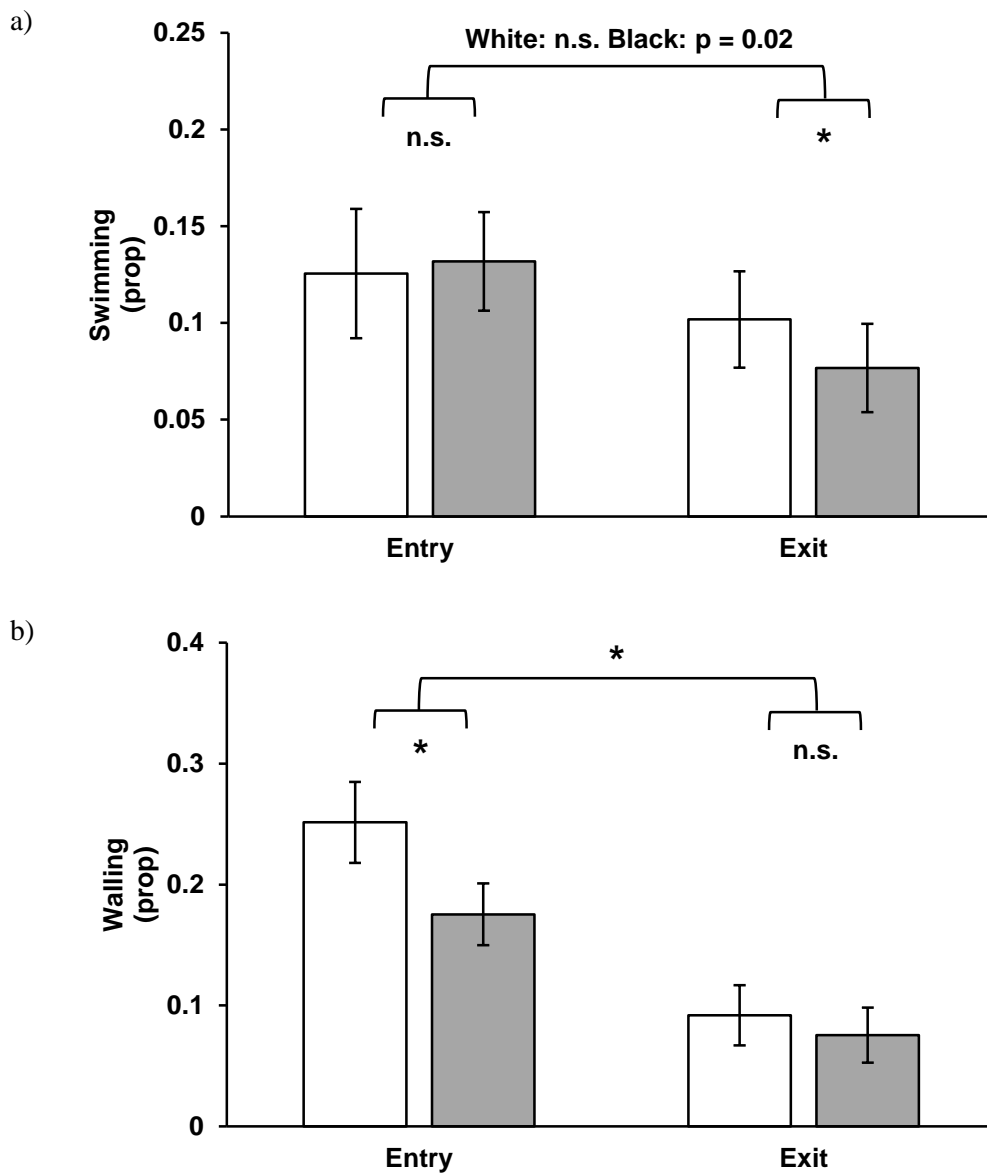 a)
0.25
White: n.s. Black: p = 0.02
n.s.
*
0.2
0.15
0.1
0.05
0
Swimming
(prop)
Entry
Exit
b)
0.4
*
*
n.s.
0.3
0.2
0.1
0
Walling
(prop)
Entry
Exit